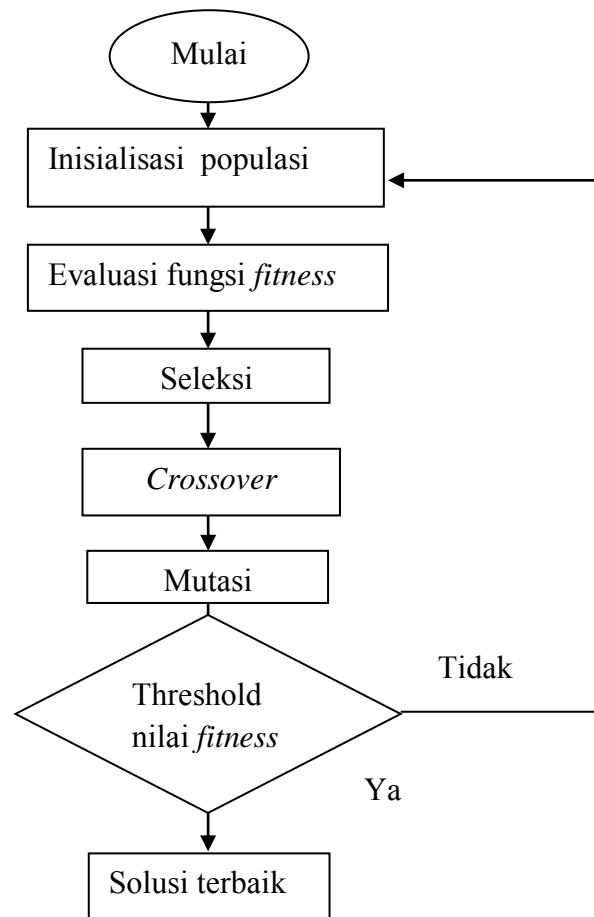 Mulai
Inisialisasi populasi
Evaluasi fungsi fitness
Seleksi
Crossover
Mutasi
Threshold
nilai fitness
Tidak
Ya
Solusi terbaik